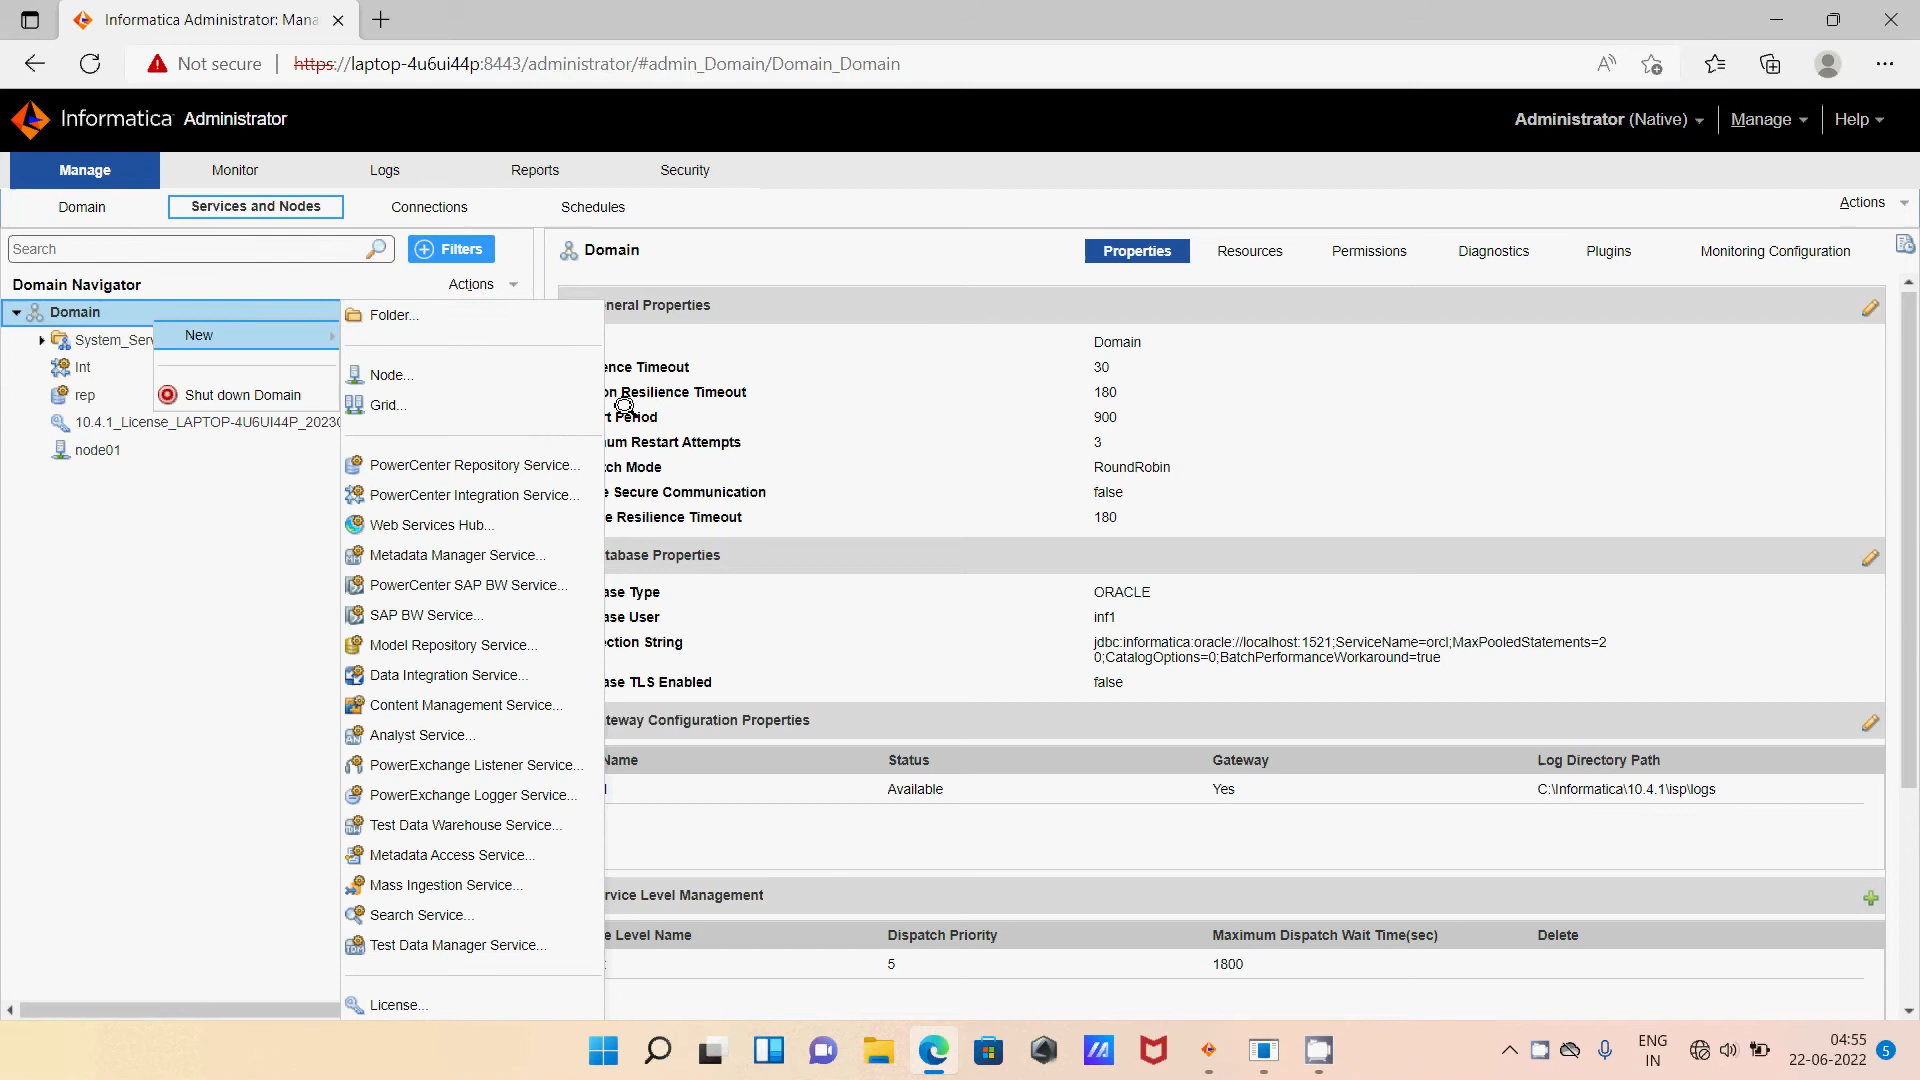 Informatica Administrator: Mana
Not secure
https://laptop-4u6ui44p:8443/administrator/#admin_Domain/Domain_Domain
Informatica Administrator
Administrator (Native)
Manage
Help
Manage
Monitor
Logs
Reports
Security
Domain
Services and Nodes
Connections
Schedules
Actions
Search
Filters
Domain
Properties
Resources
Permissions
Diagnostics
Plugins
Monitoring Configuration
Domain Navigator
Actions
Domain
System_Serv
Int
rep
10.4.1_License_LAPTOP-4U6UI44P_2023
node01
New
Shut down Domain
Folder...
Node...
Grid...
PowerCenter Repository Service...
PowerCenter Integration Service...
Web Services Hub...
Metadata Manager Service...
PowerCenter SAP BW Service...
SAP BW Service...
Model Repository Service...
Data Integration Service...
Content Management Service...
Analyst Service...
PowerExchange Listener Service...
PowerExchange Logger Service...
Test Data Warehouse Service...
Metadata Access Service...
Mass Ingestion Service...
Search Service...
Test Data Manager Service...
License...
neral Properties
Domain
ence Timeout 30
on Resilience Timeout 180
rt Period 900
um Restart Attempts 3
tch Mode RoundRobin
e Secure Communication false
e Resilience Timeout 180
tabase Properties
ase Type ORACLE
ase User inf1
ection String jdbc:informatica:oracle://localhost:1521;ServiceName=orcl;MaxPooledStatements=2
0;CatalogOptions=0;BatchPerformanceWorkaround=true
ase TLS Enabled false
teway Configuration Properties
Name Status Gateway Log Directory Path
Available Yes C:\Informatica\10.4.1\isp\logs
rvice Level Management
e Level Name Dispatch Priority Maximum Dispatch Wait Time(sec) Delete
5 1800
ENG
IN
04:55
22-06-2022
5